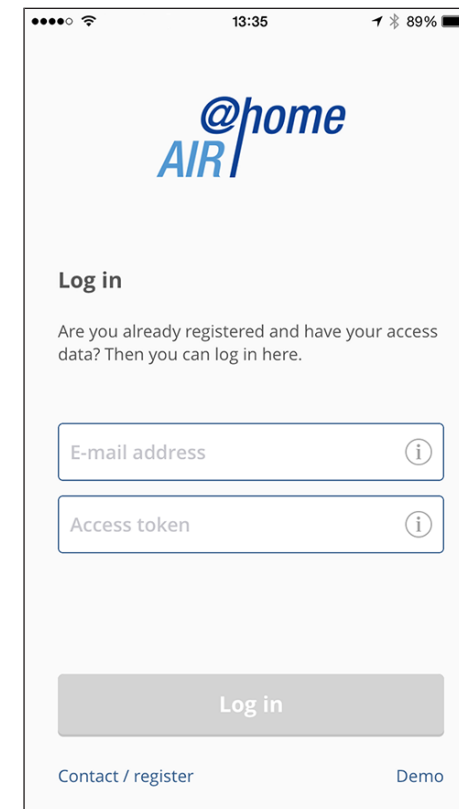 13:35
89%
@home
AIR
Log in
Are you already registered and have your access
data? Then you can log in here.
E-mail address
i
Access token
i
Log in
Contact / register
Demo